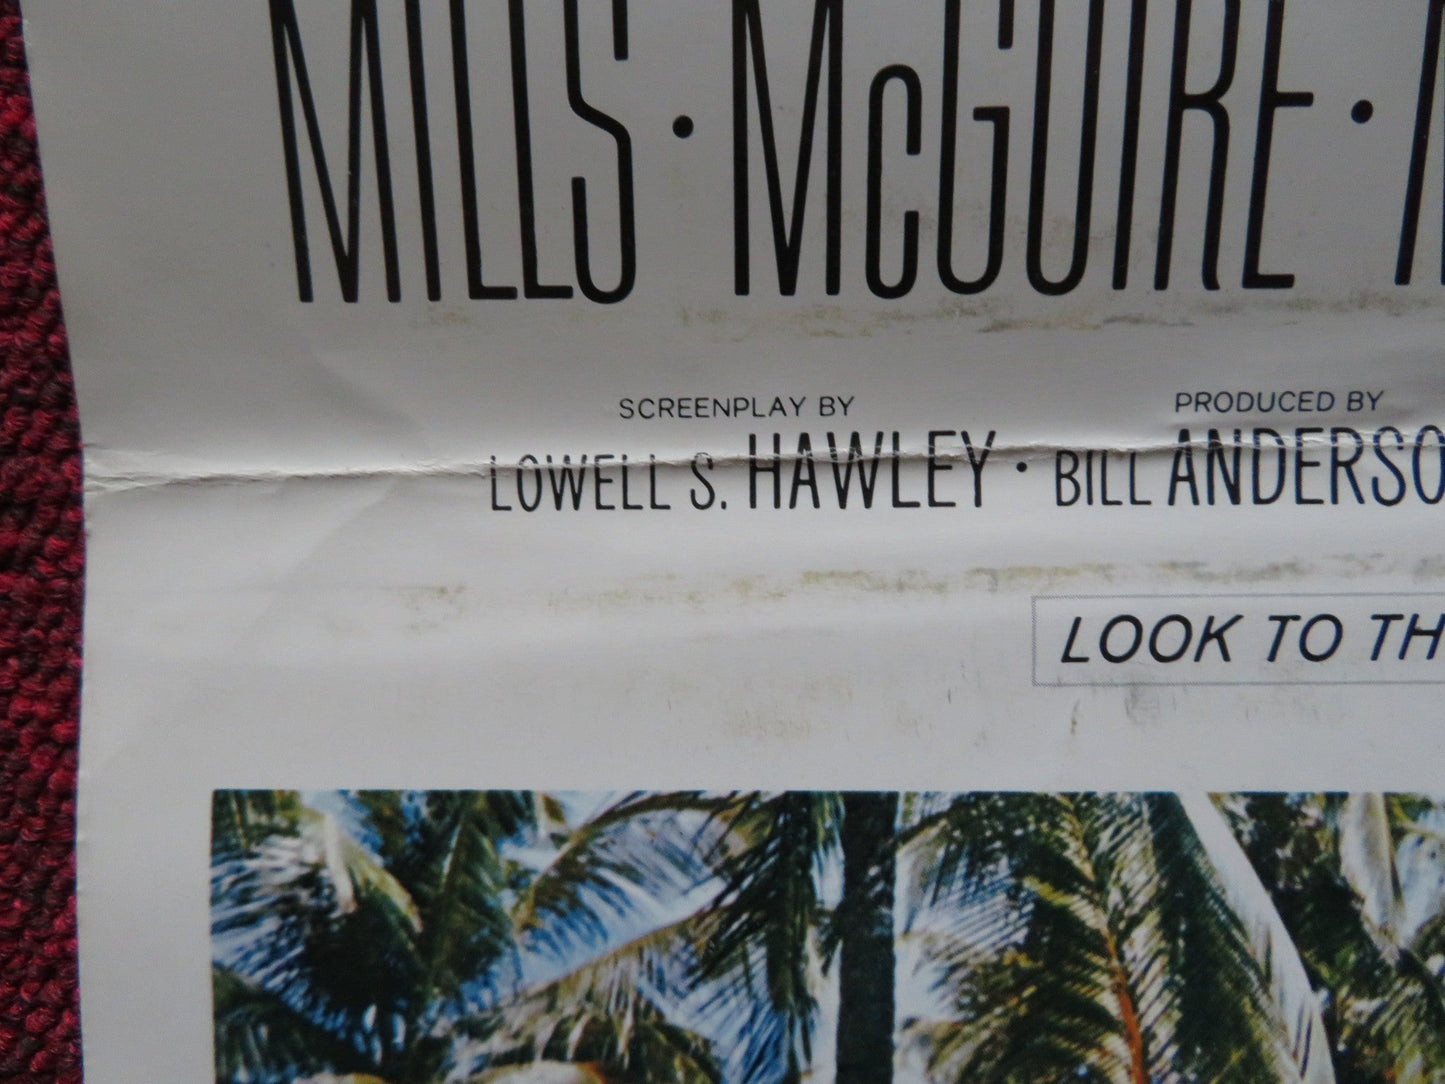 MILLS · McGUIRE ·
SCREENPLAY BY PRODUCED BY
LOWELL S. HAWLEY · BILL ANDERSO
LOOK TO TH